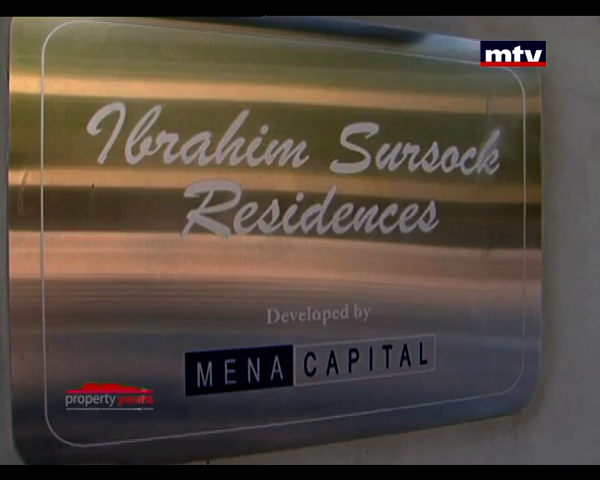 mtv
Ibrahim Sursock
Residences
Developed by
MENA CAPITAL
property